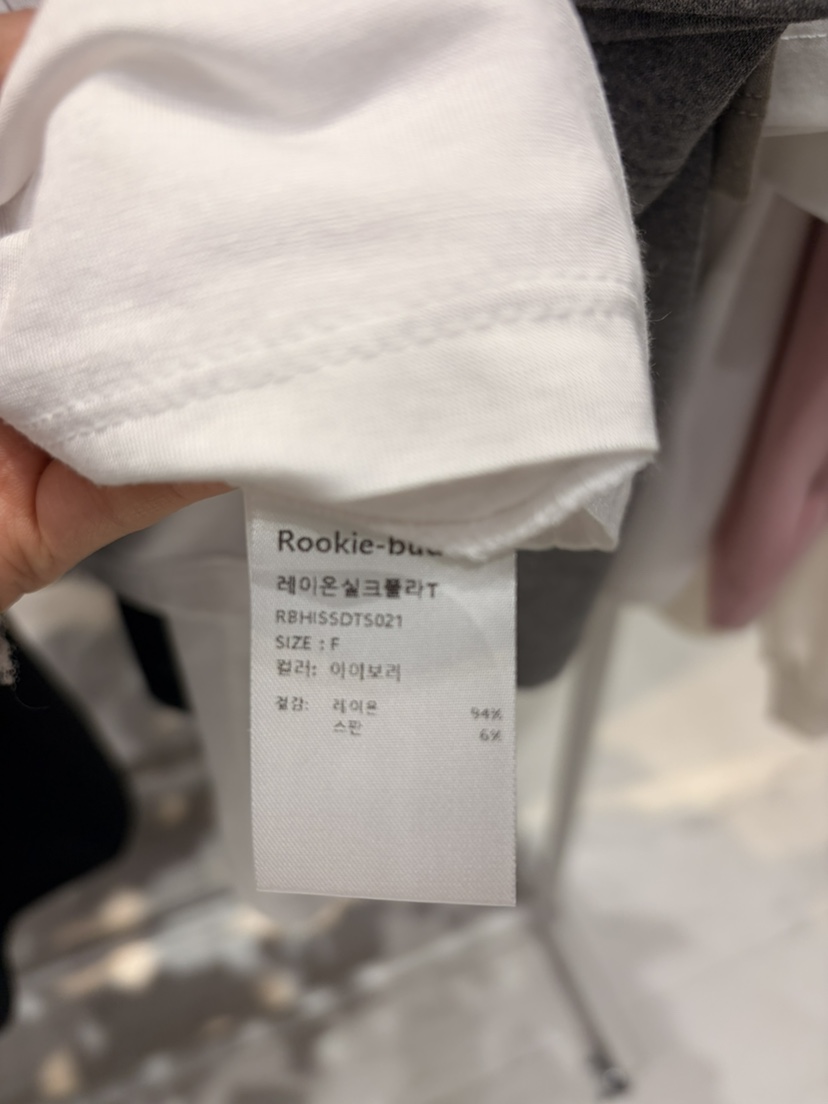 Rookie-bud
레이온실크폴라T
RBHISSDTS021
SIZE : F
컬러: 아이보리
겉감: 레이온 94%
스판 6%